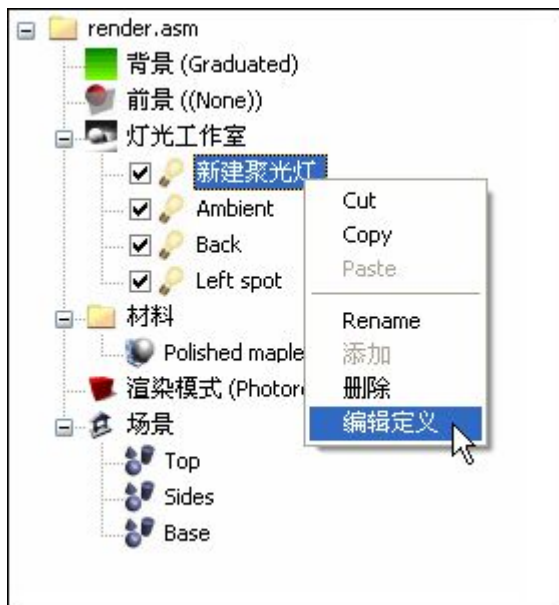 render.asm
背景 (Graduated)
前景 ((None))
灯光工作室
新建聚光灯
Ambient
Back
Left spot
材料
Polished maple
渲染模式 (Photor
场景
Top
Sides
Base
Cut
Copy
Paste
Rename
添加
删除
编辑定义